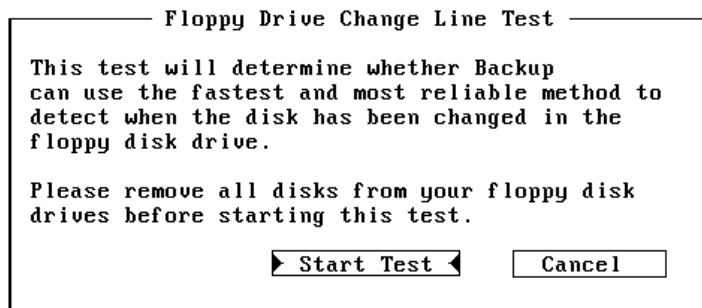 Floppy Drive Change Line Test
This test will determine whether Backup
can use the fastest and most reliable method to
detect when the disk has been changed in the
floppy disk drive.
Please remove all disks from your floppy disk
drives before starting this test.
Start Test
Cancel